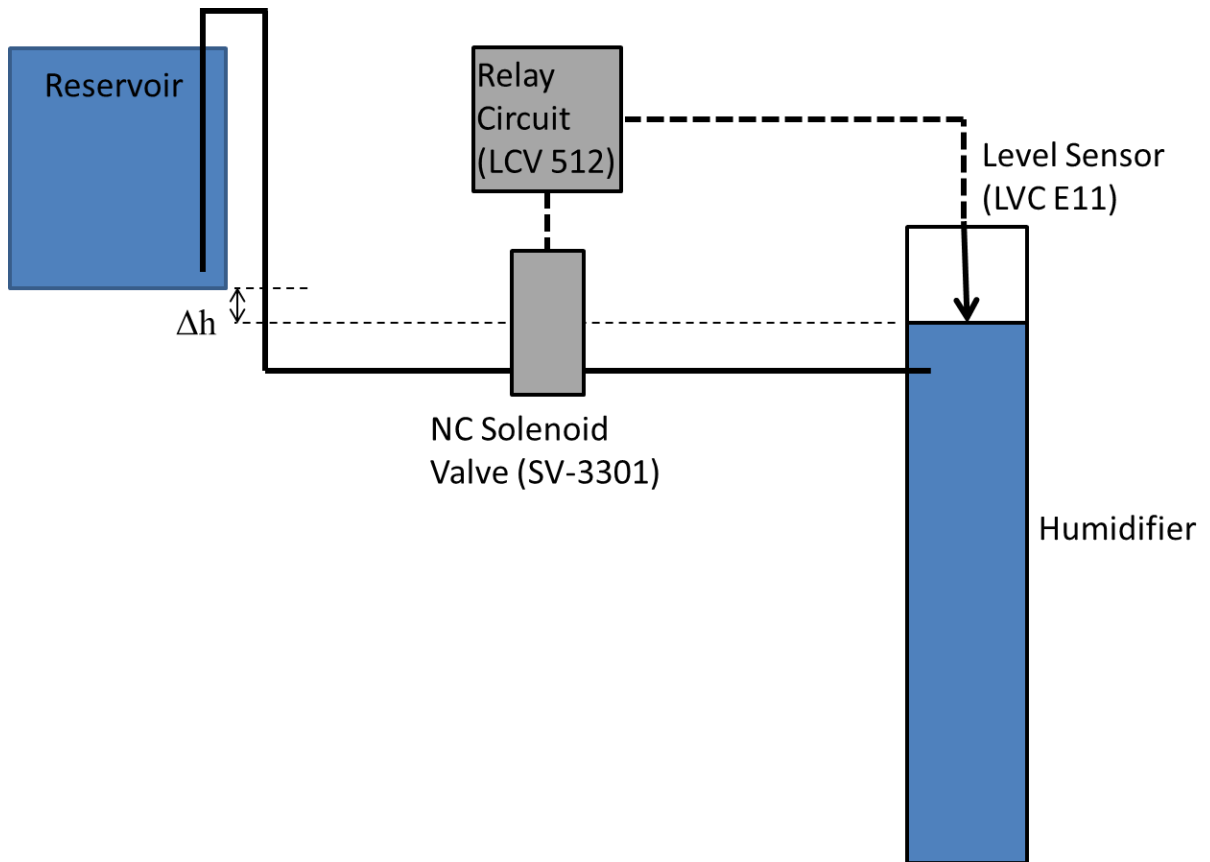 Reservoir
Relay
Circuit
(LCV 512)
Level Sensor
(LVC E11)
Δh
NC Solenoid
Valve (SV-3301)
Humidifier